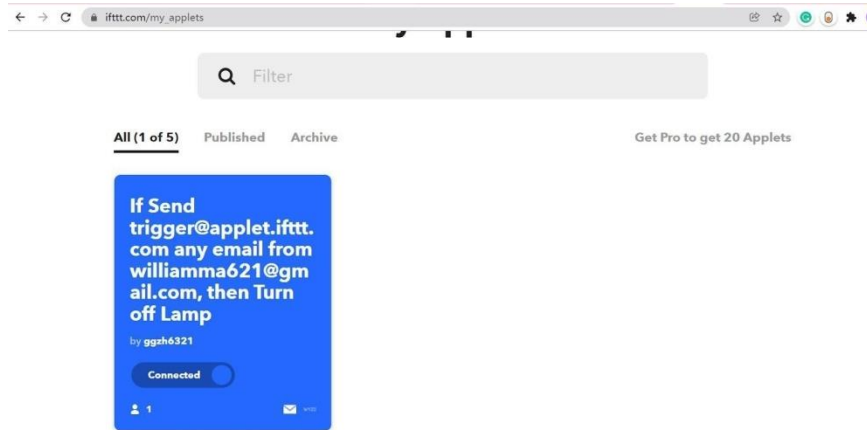 ifttt.com/my_applets
Filter
All (1 of 5) Published Archive Get Pro to get 20 Applets
If Send
trigger@applet.ifttt.
com any email from
williamma621@gm
ail.com, then Turn
off Lamp
by ggzh6321
Connected
1